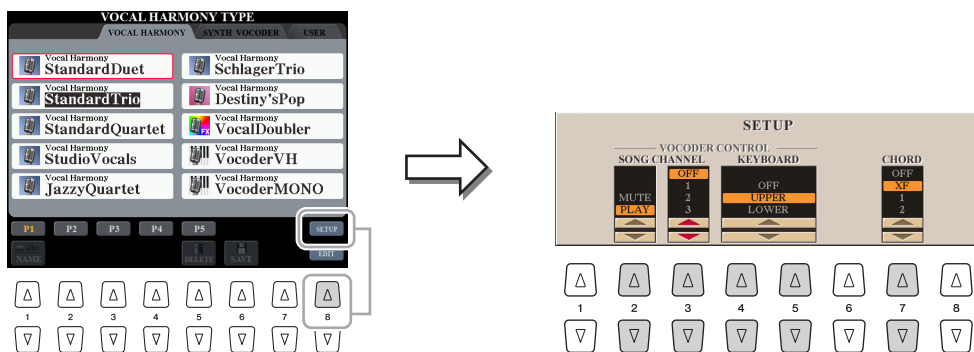 VOCAL HARMONY TYPE
VOCAL HARMONY SYNTH VOCODER USER
Vocal Harmony
StandardDuet
Vocal Harmony
SchlagerTrio
Vocal Harmony
StandardTrio
Vocal Harmony
Destiny'sPop
Vocal Harmony
StandardQuartet
Vocal Harmony
VocalDoubler
FX
Vocal Harmony
StudioVocals
Vocal Harmony
VocoderVH
Vocal Harmony
JazzyQuartet
Vocal Harmony
VocoderMONO
P1 P2 P3 P4 P5 SETUP
NAME DELETE SAVE EDIT
1 2 3 4 5 6 7 8
SETUP
VOCODER CONTROL
SONG CHANNEL KEYBOARD CHORD
OFF OFF
1 OFF XF
MUTE 2 UPPER 1
PLAY 3 LOWER 2
1 2 3 4 5 6 7 8